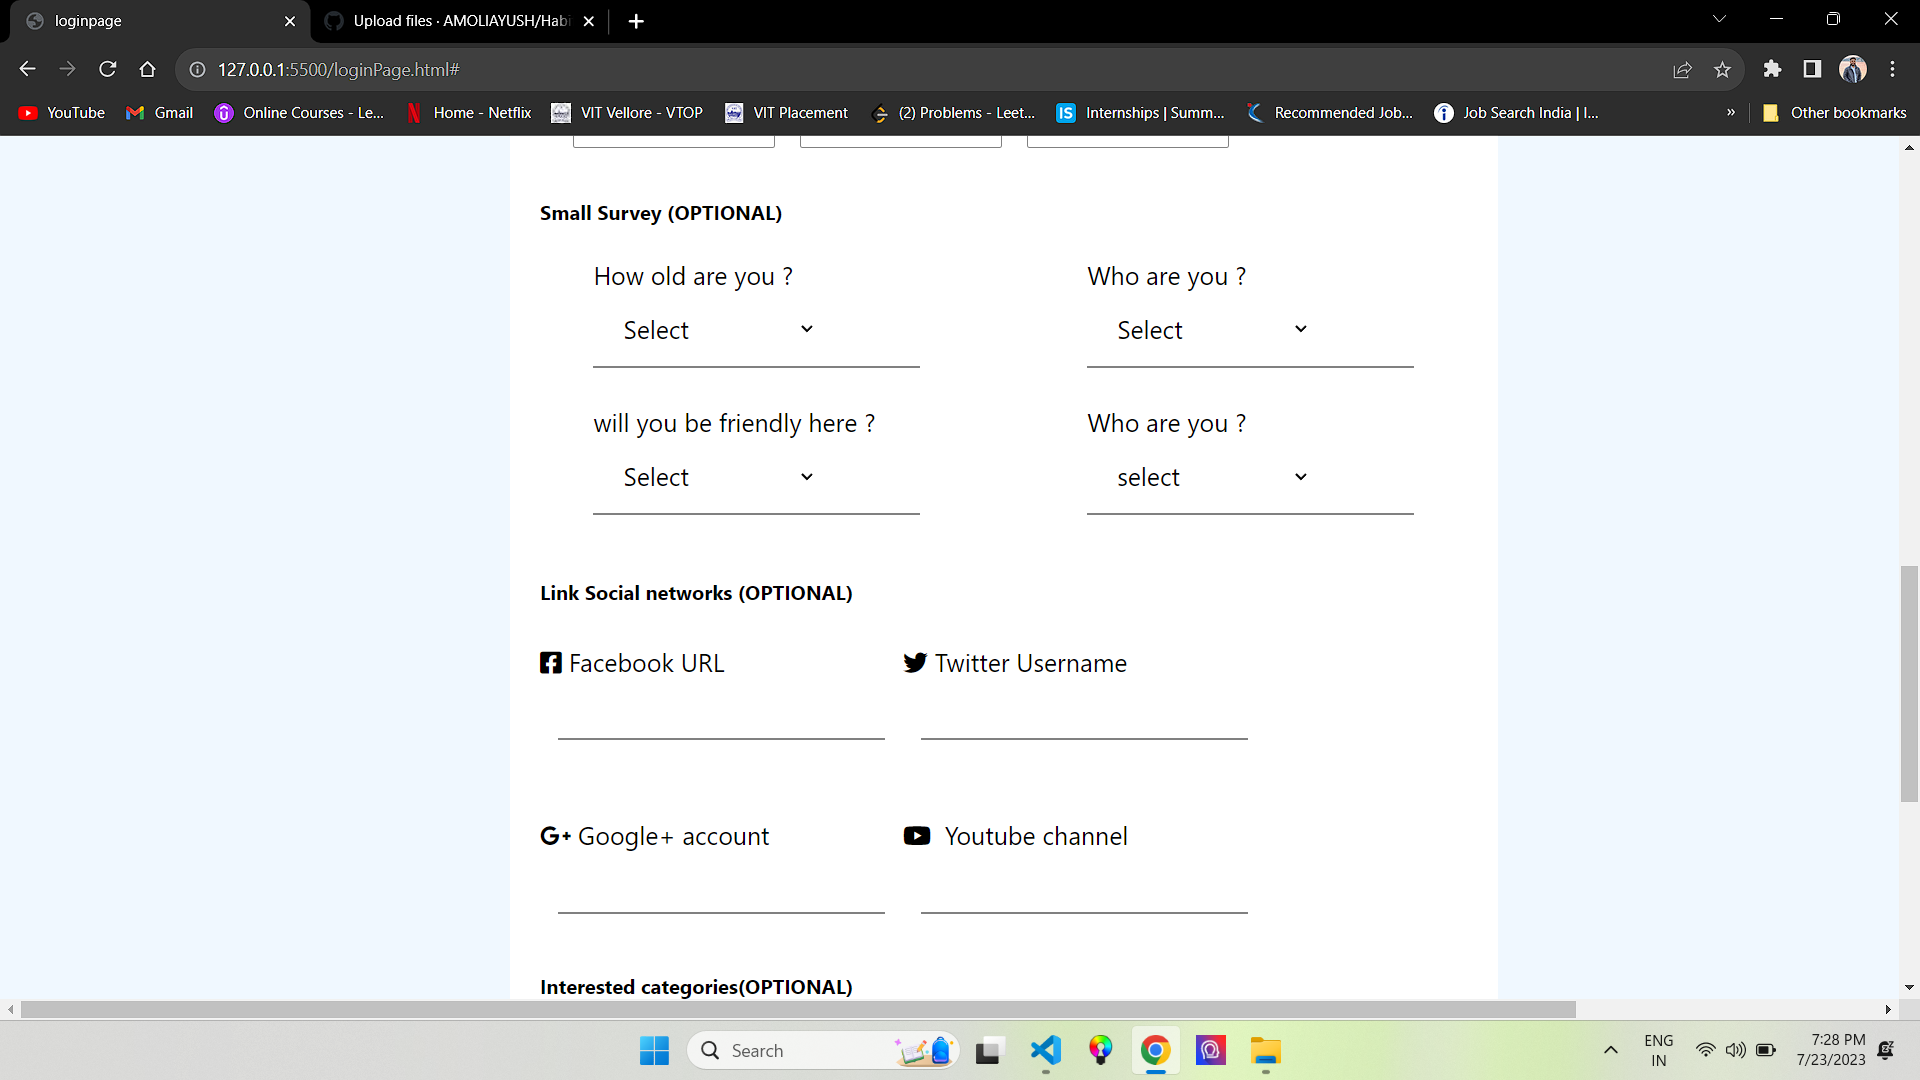 loginpage
Upload files · AMOLIAYUSH/Habi
127.0.0.1:5500/loginPage.html#
YouTube
Gmail
Online Courses - Le...
Home - Netflix
VIT Vellore - VTOP
VIT Placement
(2) Problems - Leet...
IS
Internships | Summ...
Recommended Job...
Job Search India | I...
»
Other bookmarks
Small Survey (OPTIONAL)
How old are you ?
Who are you ?
Select
Select
will you be friendly here ?
Who are you ?
Select
select
Link Social networks (OPTIONAL)
Facebook URL
Twitter Username
G+ Google+ account
Youtube channel
Interested categories(OPTIONAL)
Search
ENG
IN
7:28 PM
7/23/2023